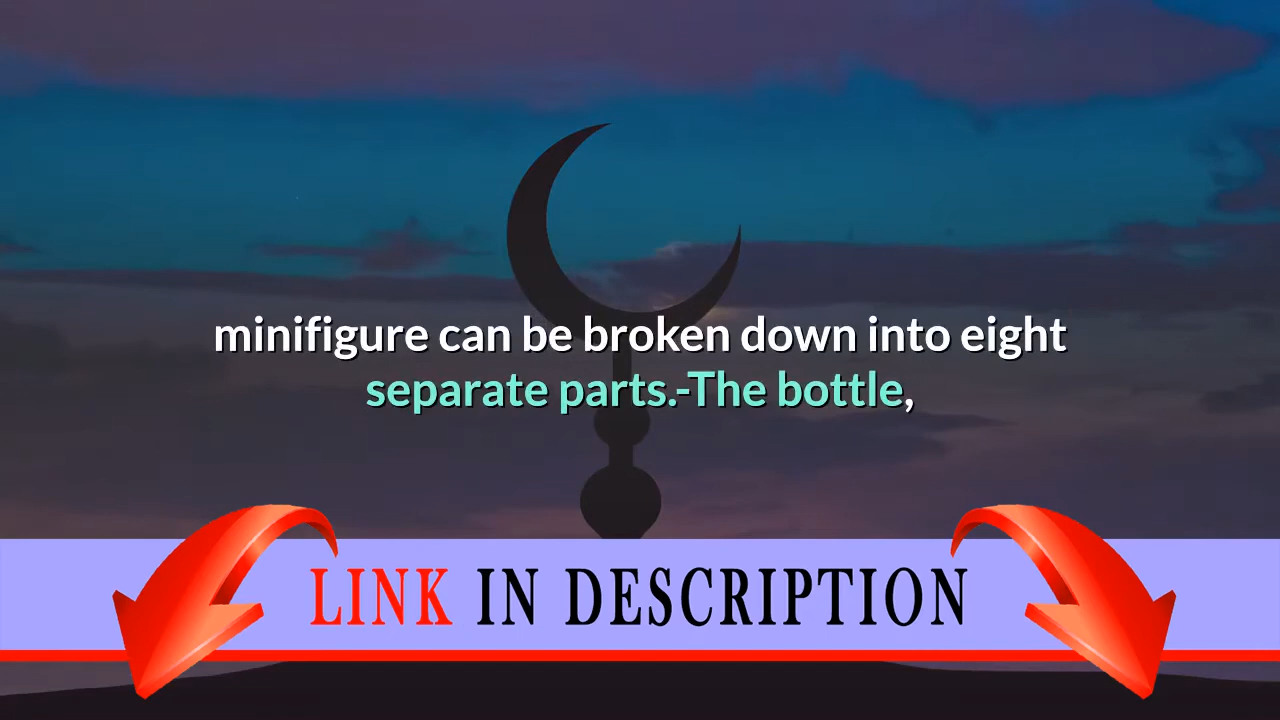 minifigure can be broken down into eight
separate parts.-The bottle,
LINK IN DESCRIPTION